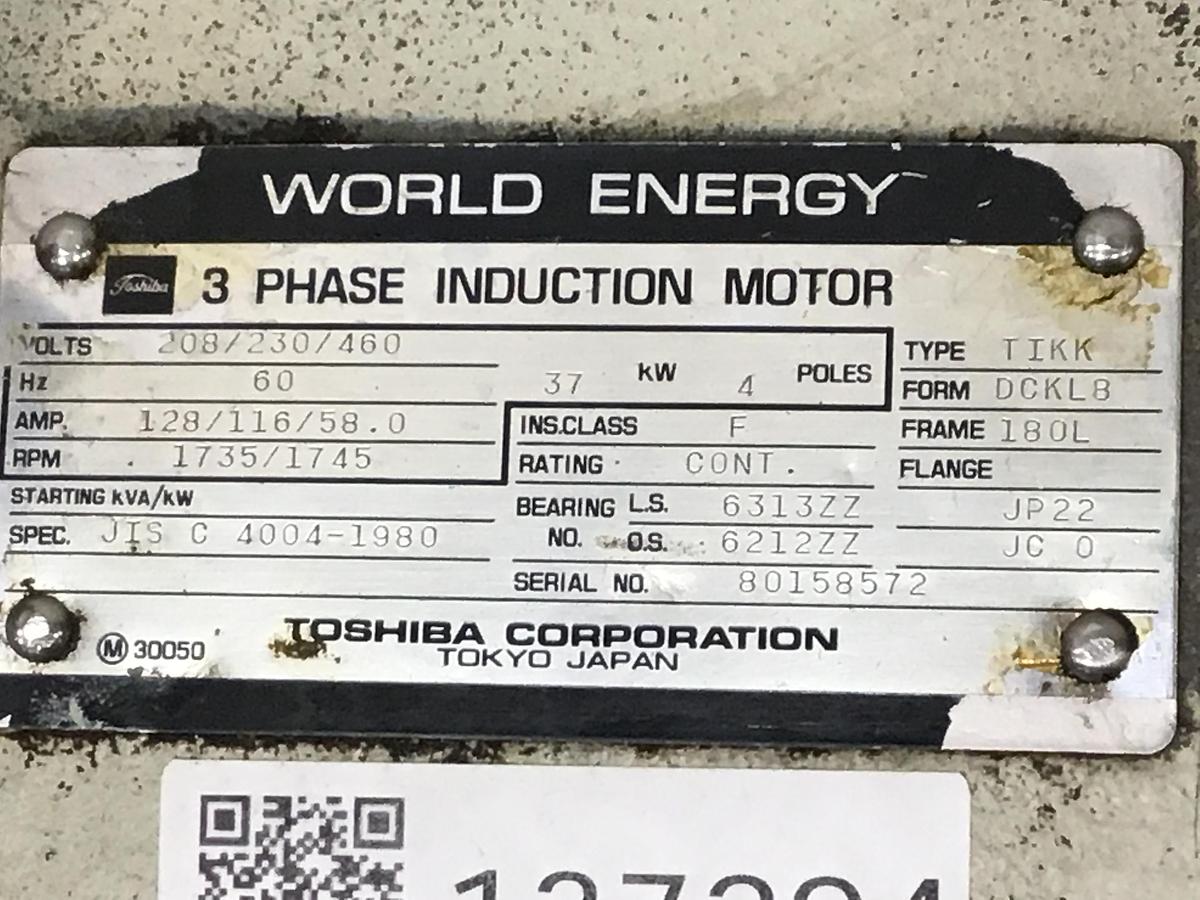 WORLD ENERGY
Toshiba 3 PHASE INDUCTION MOTOR
VOLTS 208/230/460
Hz 60
AMP. 128/116/58.0
RPM 1735/1745
STARTING kVA/kW
SPEC. JIS C 4004-1980
37 kW 4 POLES
INS.CLASS F
RATING CONT.
BEARING L.S. 6313ZZ
NO. O.S. 6212ZZ
SERIAL NO. 80158572
TYPE TIKK
FORM DCKL8
FRAME 180L
FLANGE
JP22
JC 0
M 30050
TOSHIBA CORPORATION
TOKYO JAPAN